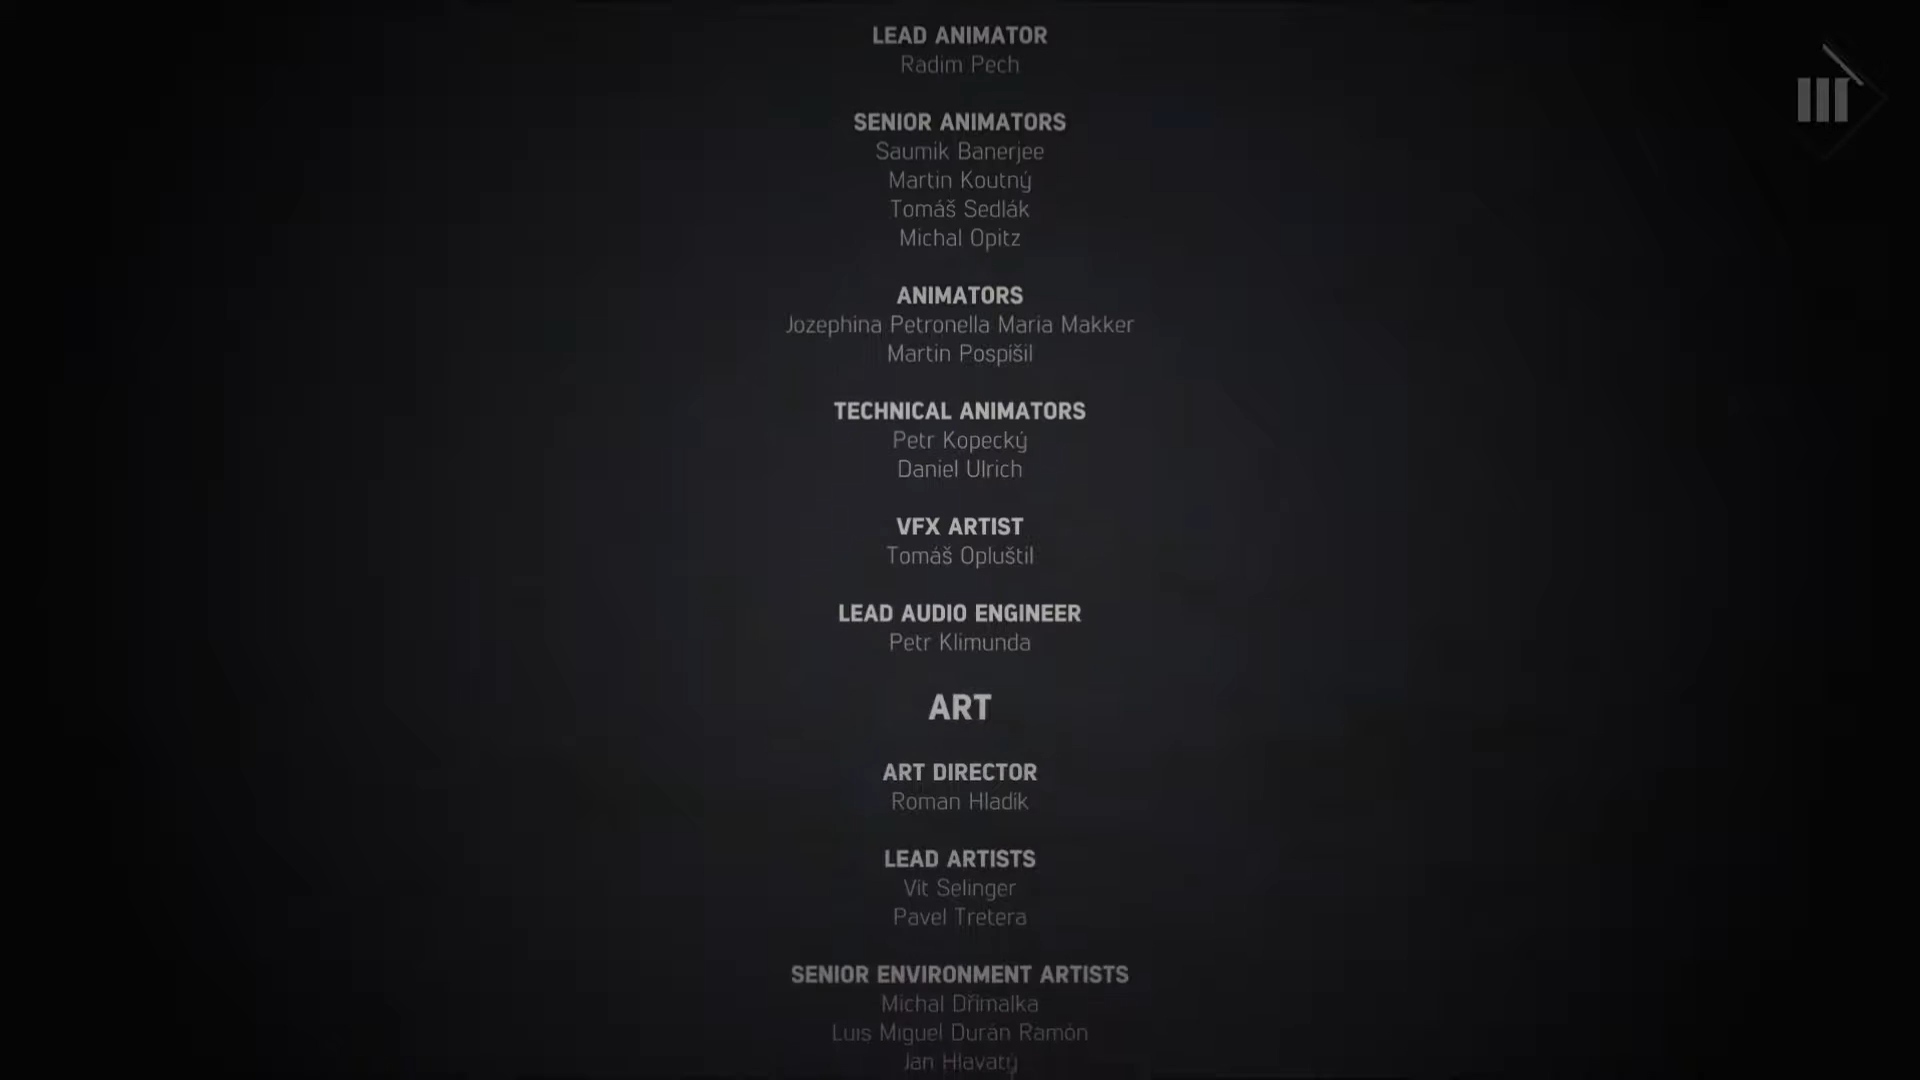 LEAD ANIMATOR
Radim Pech
SENIOR ANIMATORS
Saumik Banerjee
Martin Koutný
Tomáš Sedlák
Michal Opitz
ANIMATORS
Jozephina Petronella Maria Makker
Martin Pospíšil
TECHNICAL ANIMATORS
Petr Kopecký
Daniel Ulrich
VFX ARTIST
Tomáš Opluštil
LEAD AUDIO ENGINEER
Petr Klimunda
ART
ART DIRECTOR
Roman Hladík
LEAD ARTISTS
Vít Selinger
Pavel Tretera
SENIOR ENVIRONMENT ARTISTS
Michal Dřímalka
Luis Miguel Durán Ramón
Jan Hlavatý